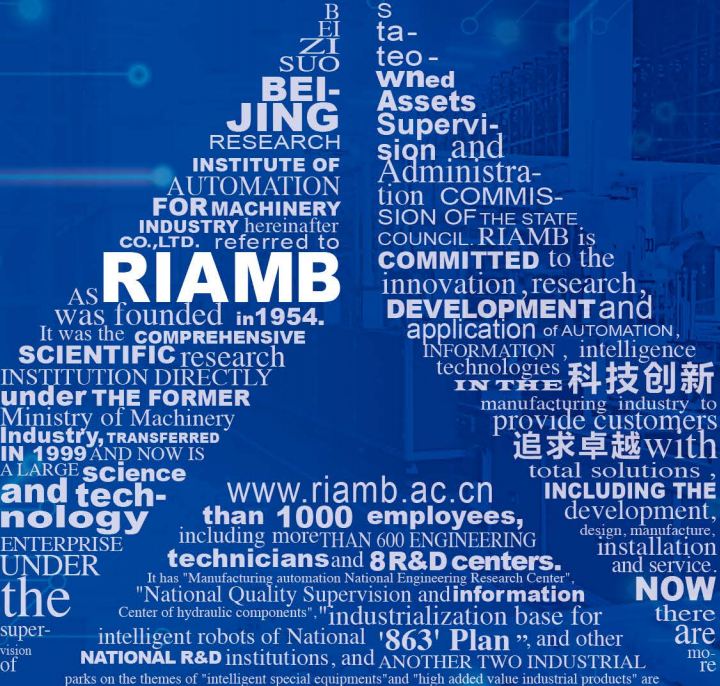 B
EI
ZI
SUO
BEI-
JING
RESEARCH
INSTITUTE OF
AUTOMATION
FOR MACHINERY
INDUSTRY hereinafter
CO.,LTD. referred to
AS RIAMB
was founded in1954.
It was the COMPREHENSIVE
SCIENTIFIC research
INSTITUTION DIRECTLY
under THE FORMER
Ministry of Machinery
Industry, TRANSFERRED
IN 1999 AND NOW IS
A LARGE science
and tech-
nology
ENTERPRISE
UNDER
the
super-
vision
of
S
ta-
teo-
wned
Assets
Supervi-
sion and
Administra-
tion COMMIS-
SION OF THE STATE
COUNCIL. RIAMB is
COMMITTED to the
innovation, research,
DEVELOPMENT and
application of AUTOMATION,
INFORMATION , intelligence
technologies
IN THE 科技创新
manufacturing industry to
provide customers
追求卓越 with
total solutions ,
INCLUDING THE
development,
design, manufacture,
installation
and service.
NOW
there
are
mo-
re
www.riamb.ac.cn
than 1000 employees,
including more THAN 600 ENGINEERING
technicians and 8R&D centers.
It has "Manufacturing automation National Engineering Research Center",
"National Quality Supervision and information
Center of hydraulic components", "industrialization base for
intelligent robots of National '863' Plan ”, and other
NATIONAL R&D institutions, and ANOTHER TWO INDUSTRIAL
parks on the themes of "intelligent special equipments"and "high added value industrial products" are